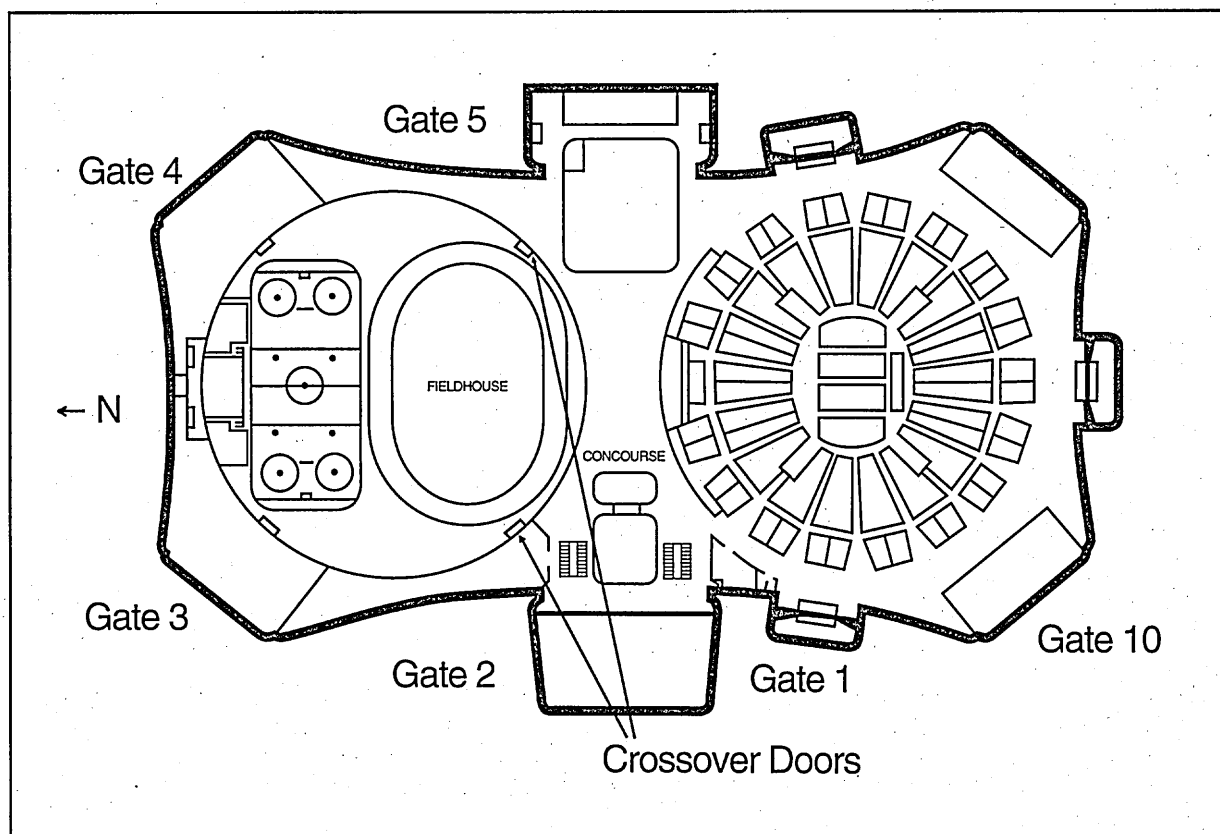 Gate 5
Gate 4
FIELDHOUSE
← N
CONCOURSE
Gate 3
Gate 10
Gate 2
Gate 1
Crossover Doors